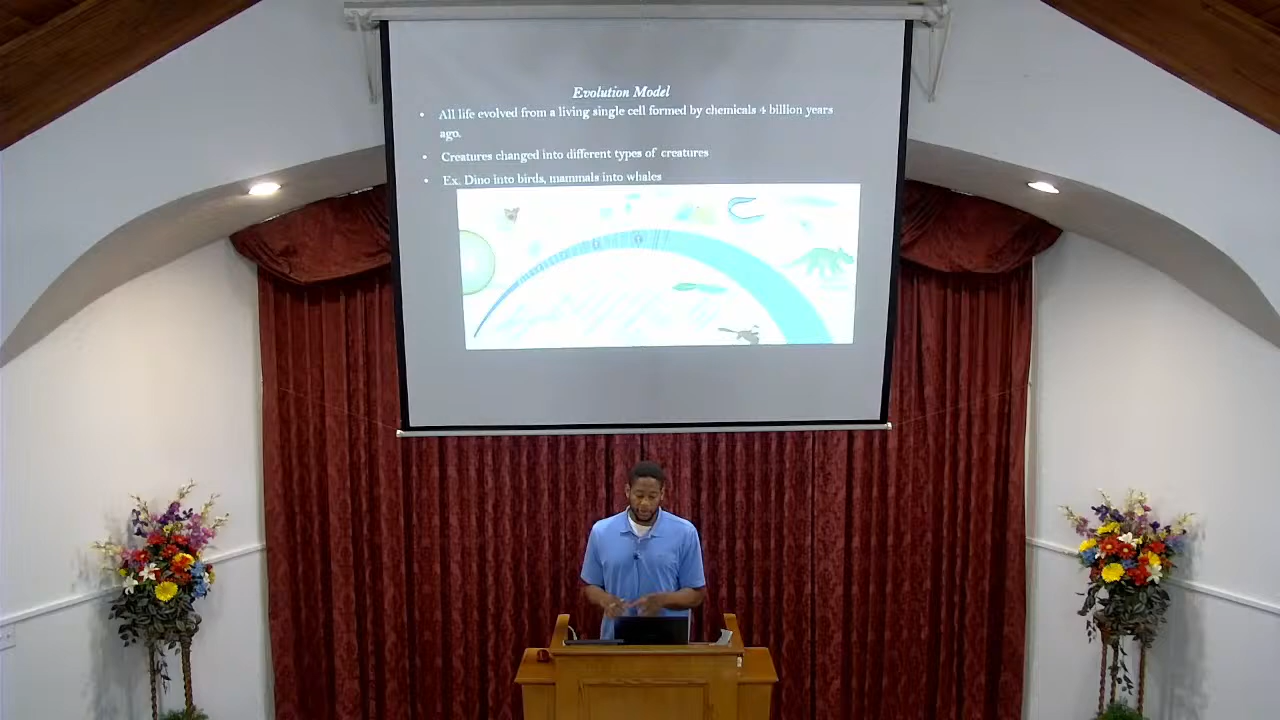 Evolution Model
• All life evolved from a living single cell formed by chemicals 4 billion years
ago.
• Creatures changed into different types of creatures
• Ex. Dino into birds, mammals into whales